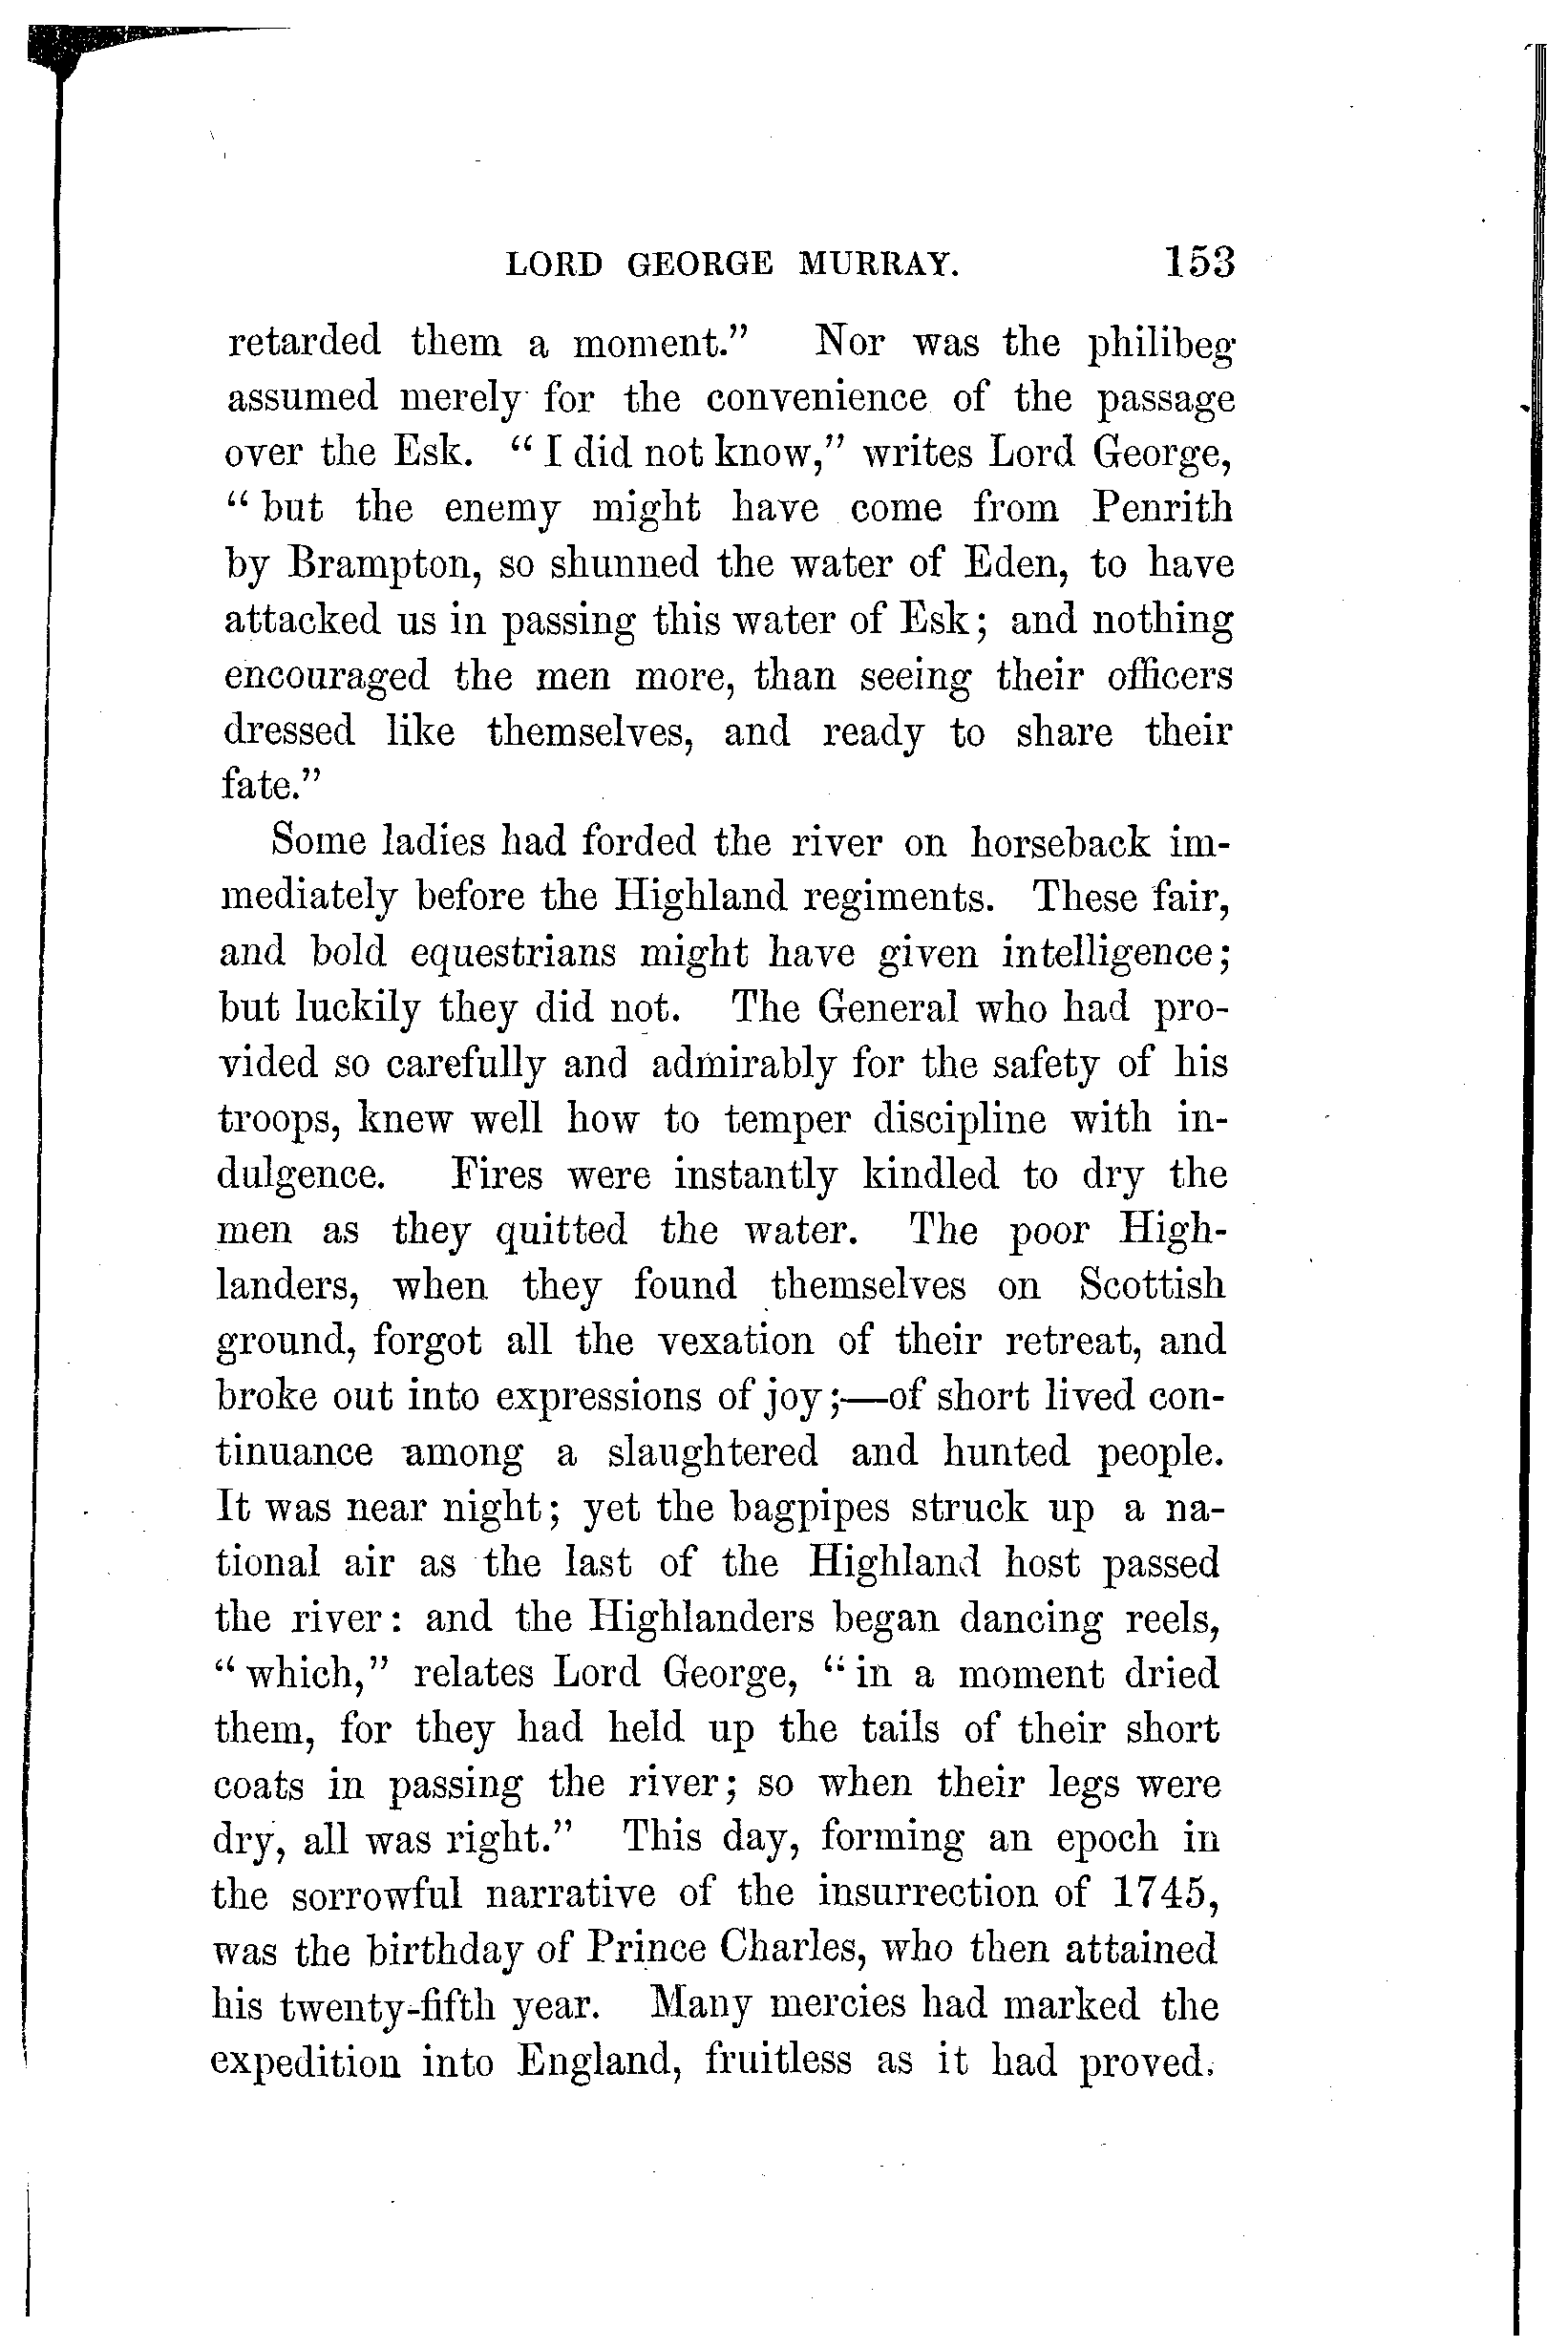 LORD GEORGE MURRAY. 153
retarded them a moment.” Nor was the philibeg
assumed merely for the convenience of the passage
over the Esk. “ I did not know,” writes Lord George,
“ but the enemy might have come from Penrith
by Brampton, so shunned the water of Eden, to have
attacked us in passing this water of Esk; and nothing
encouraged the men more, than seeing their officers
dressed like themselves, and ready to share their
fate.”
Some ladies had forded the river on horseback im-
mediately before the Highland regiments. These fair,
and bold equestrians might have given intelligence;
but luckily they did not. The General who had pro-
vided so carefully and admirably for the safety of his
troops, knew well how to temper discipline with in-
dulgence. Fires were instantly kindled to dry the
men as they quitted the water. The poor High-
landers, when they found themselves on Scottish
ground, forgot all the vexation of their retreat, and
broke out into expressions of joy;—of short lived con-
tinuance among a slaughtered and hunted people.
It was near night; yet the bagpipes struck up a na-
tional air as the last of the Highland host passed
the river: and the Highlanders began dancing reels,
“ which,” relates Lord George, “ in a moment dried
them, for they had held up the tails of their short
coats in passing the river; so when their legs were
dry, all was right.” This day, forming an epoch in
the sorrowful narrative of the insurrection of 1745,
was the birthday of Prince Charles, who then attained
his twenty-fifth year. Many mercies had marked the
expedition into England, fruitless as it had proved.